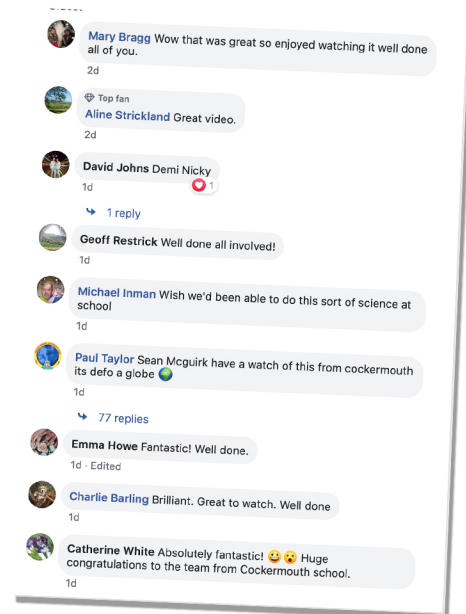 Mary Bragg Wow that was great so enjoyed watching it well done
all of you.
2d
Top fan
Aline Strickland Great video.
2d
David Johns Demi Nicky
1
1d
1 reply
Geoff Restrick Well done all involved!
1d
Michael Inman Wish we'd been able to do this sort of science at
school
1d
Paul Taylor Sean Mcguirk have a watch of this from cockermouth
its defo a globe 🌍
1d
77 replies
Emma Howe Fantastic! Well done.
1d · Edited
Charlie Barling Brilliant. Great to watch. Well done
1d
Catherine White Absolutely fantastic! 😀😮 Huge
congratulations to the team from Cockermouth school.
1d